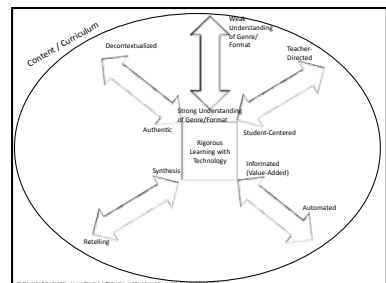 Weak
Understanding
of Genre/
Format
Content / Curriculum
Decontextualized
Teacher-
Directed
Strong Understanding
of Genre/Format
Authentic
Rigorous
Learning with
Technology
Student-Centered
Synthesis
Informated
(Value-Added)
Retelling
Automated